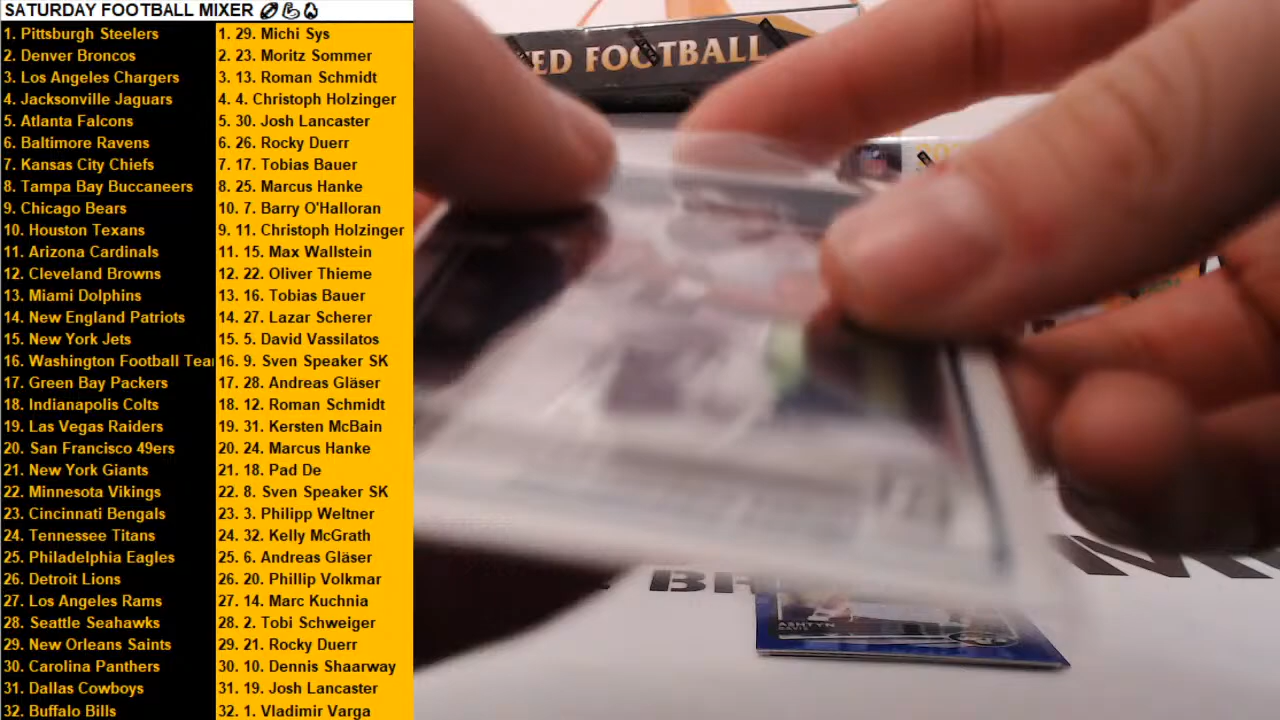 SATURDAY FOOTBALL MIXER
1. Pittsburgh Steelers 1. 29. Michi Sys
2. Denver Broncos 2. 23. Moritz Sommer
3. Los Angeles Chargers 3. 13. Roman Schmidt
4. Jacksonville Jaguars 4. 4. Christoph Holzinger
5. Atlanta Falcons 5. 30. Josh Lancaster
6. Baltimore Ravens 6. 26. Rocky Duerr
7. Kansas City Chiefs 7. 17. Tobias Bauer
8. Tampa Bay Buccaneers 8. 25. Marcus Hanke
9. Chicago Bears 10. 7. Barry O'Halloran
10. Houston Texans 9. 11. Christoph Holzinger
11. Arizona Cardinals 11. 15. Max Wallstein
12. Cleveland Browns 12. 22. Oliver Thieme
13. Miami Dolphins 13. 16. Tobias Bauer
14. New England Patriots 14. 27. Lazar Scherer
15. New York Jets 15. 5. David Vassilatos
16. Washington Football Tea 16. 9. Sven Speaker SK
17. Green Bay Packers 17. 28. Andreas Gläser
18. Indianapolis Colts 18. 12. Roman Schmidt
19. Las Vegas Raiders 19. 31. Kersten McBain
20. San Francisco 49ers 20. 24. Marcus Hanke
21. New York Giants 21. 18. Pad De
22. Minnesota Vikings 22. 8. Sven Speaker SK
23. Cincinnati Bengals 23. 3. Philipp Weltner
24. Tennessee Titans 24. 32. Kelly McGrath
25. Philadelphia Eagles 25. 6. Andreas Gläser
26. Detroit Lions 26. 20. Phillip Volkmar
27. Los Angeles Rams 27. 14. Marc Kuchnia
28. Seattle Seahawks 28. 2. Tobi Schweiger
29. New Orleans Saints 29. 21. Rocky Duerr
30. Carolina Panthers 30. 10. Dennis Shaarway
31. Dallas Cowboys 31. 19. Josh Lancaster
32. Buffalo Bills 32. 1. Vladimir Varga
ED FOOTBALL
BR
ASHTYN
DAVIS